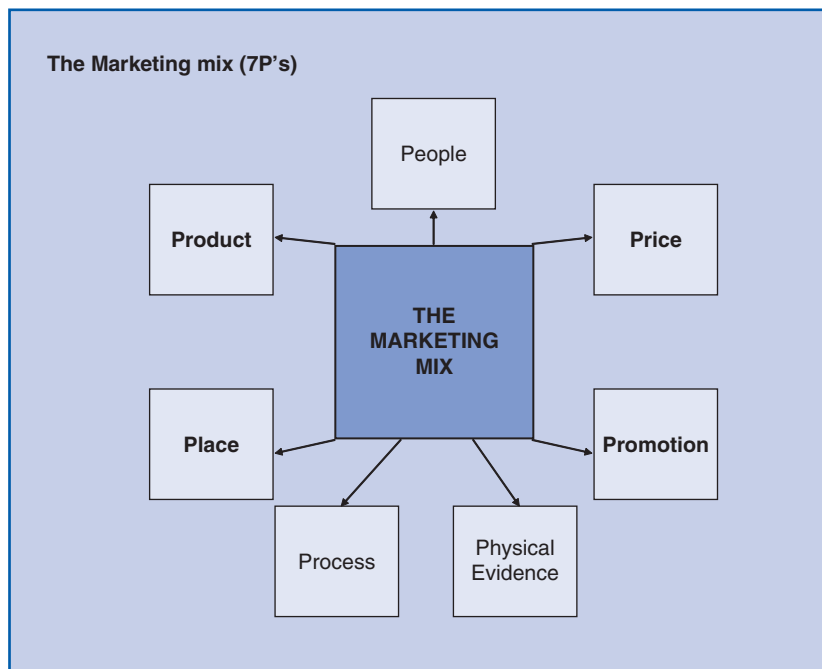 The Marketing mix (7P's)
People
Product
Price
THE
MARKETING
MIX
Place
Promotion
Process
Physical
Evidence